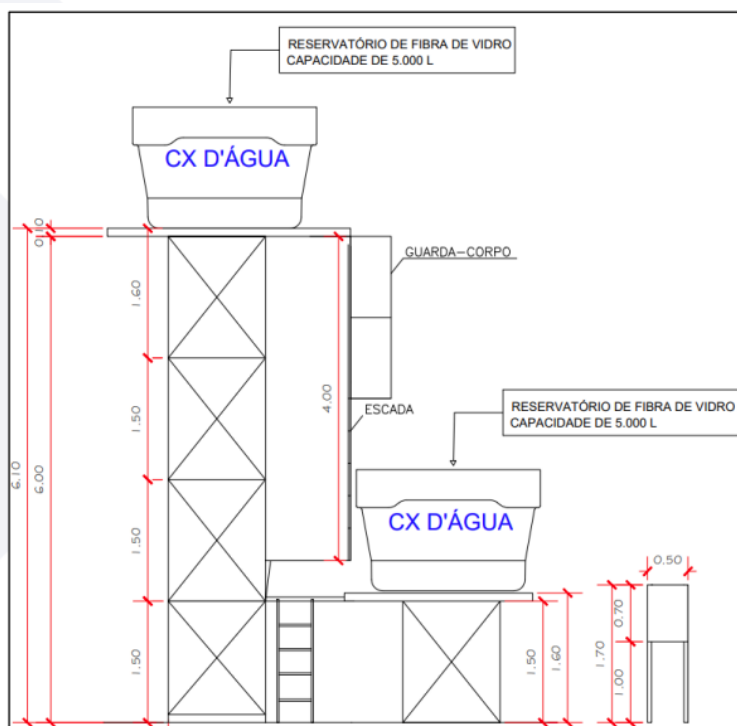 RESERVATÓRIO DE FIBRA DE VIDRO
CAPACIDADE DE 5.000 L
CX D'ÁGUA
0.10
GUARDA-CORPO
1.60
4.00
ESCADA
RESERVATÓRIO DE FIBRA DE VIDRO
CAPACIDADE DE 5.000 L
1.50
6.10
6.00
CX D'ÁGUA
1.50
0.50
0.70
1.50
1.50
1.60
1.70
1.00